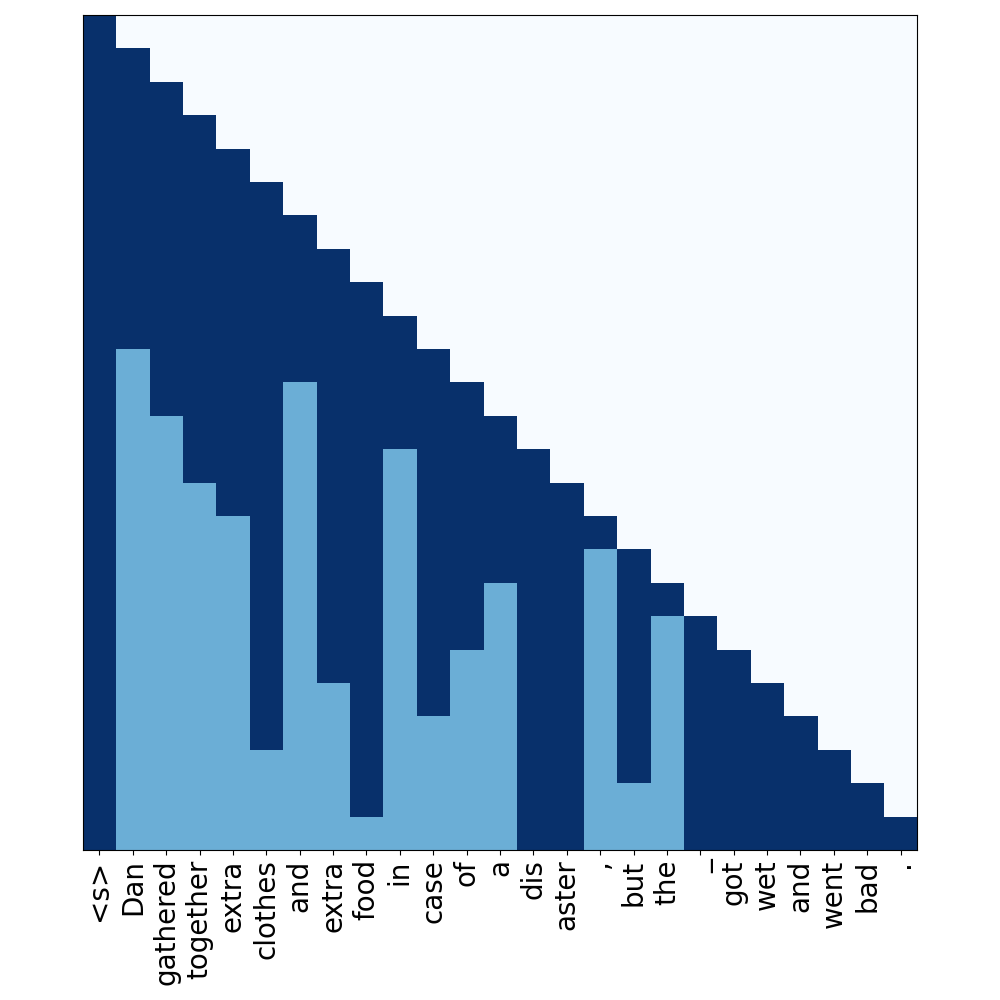 <s> Dan gathered together extra clothes and extra food in case of a dis aster , but the _ got wet and went bad .